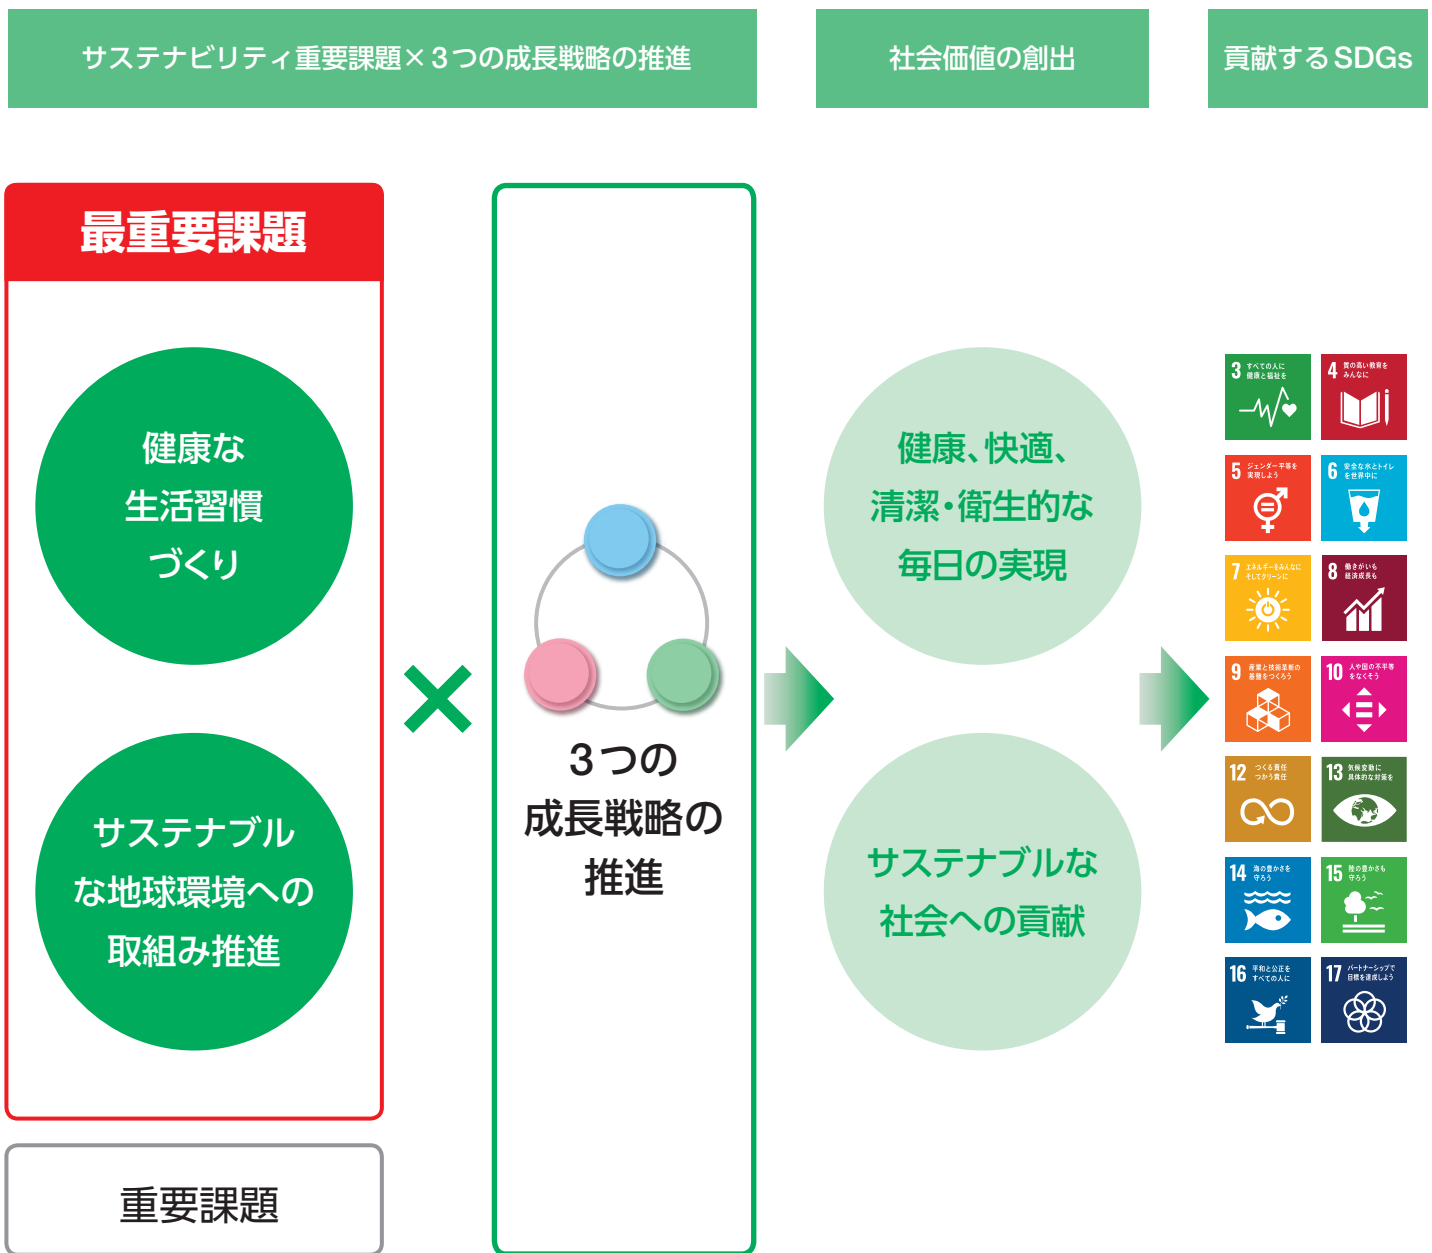 サステナビリティ重要課題×3つの成長戦略の推進
社会価値の創出
貢献するSDGs
最重要課題
健康な
生活習慣
づくり
サステナブル
な地球環境への
取組み推進
重要課題
×
3つの
成長戦略の
推進
健康、快適、
清潔・衛生的な
毎日の実現
サステナブルな
社会への貢献
3 すべての人に
健康と福祉を
4 質の高い教育を
みんなに
5 ジェンダー平等を
実現しよう
6 安全な水とトイレ
を世界中に
7 エネルギーをみんなに
そしてクリーンに
8 働きがいも
経済成長も
9 産業と技術革新の
基盤をつくろう
10 人や国の不平等
をなくそう
12 つくる責任
つかう責任
13 気候変動に
具体的な対策を
14 海の豊かさを
守ろう
15 陸の豊かさも
守ろう
16 平和と公正を
すべての人に
17 パートナーシップで
目標を達成しよう